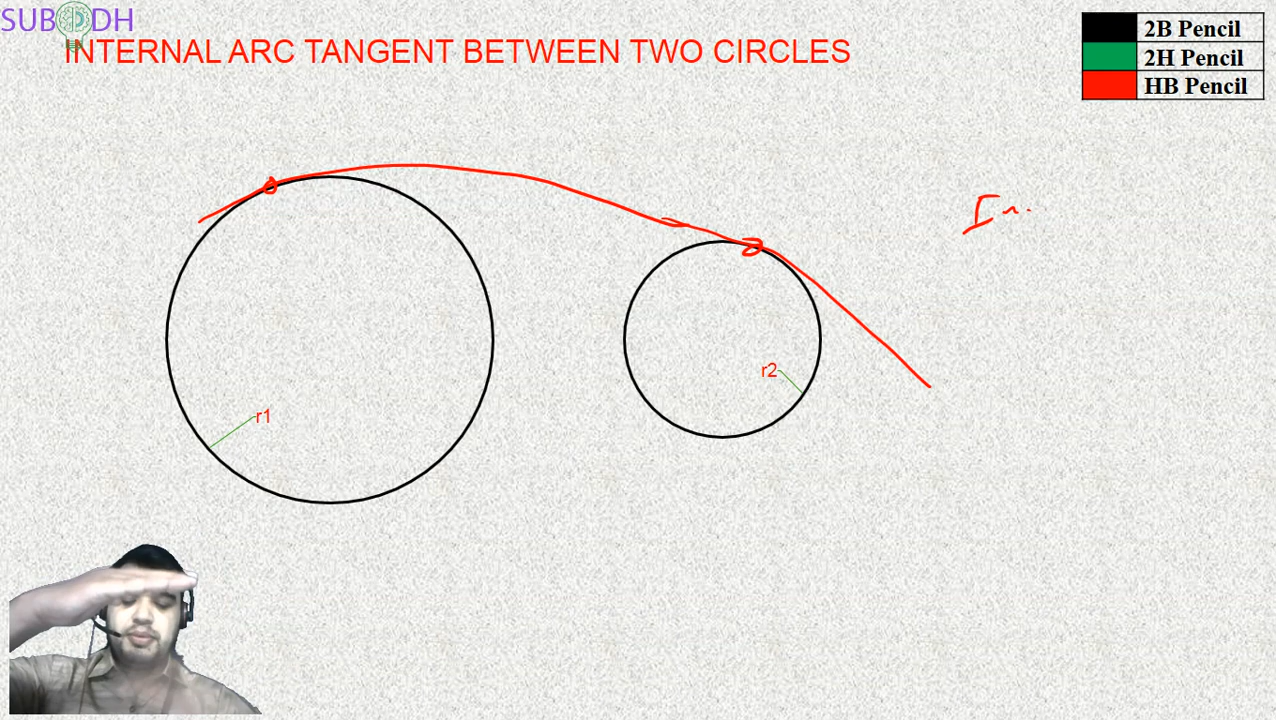 SUBODH
INTERNAL ARC TANGENT BETWEEN TWO CIRCLES
2B Pencil
2H Pencil
HB Pencil
r1
r2